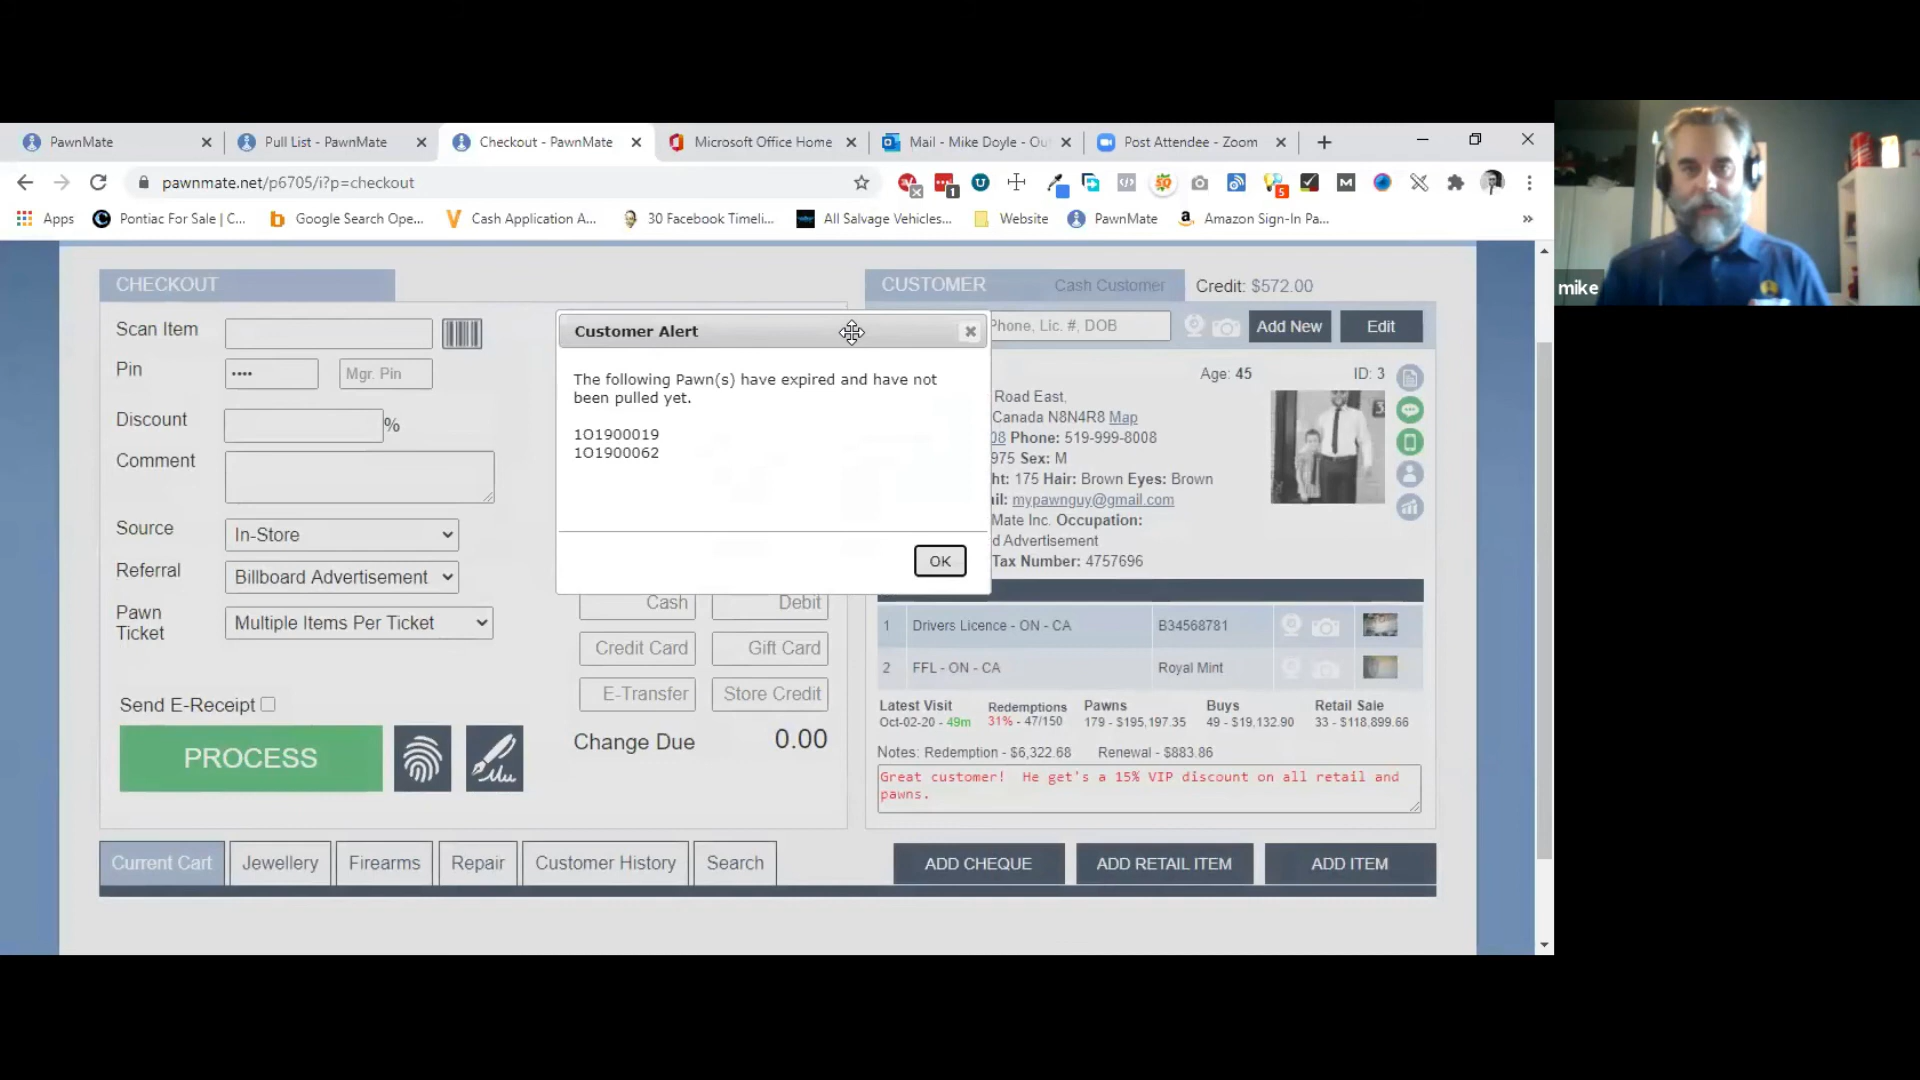 PawnMate
Pull List - PawnMate
Checkout - PawnMate
Microsoft Office Home
Mail - Mike Doyle - Ou
Post Attendee - Zoom
pawnmate.net/p6705/i?p=checkout
1
5
Apps
Pontiac For Sale | C...
Google Search Ope...
Cash Application A...
30 Facebook Timeli...
All Salvage Vehicles...
Website
PawnMate
Amazon Sign-In Pa...
mike
CHECKOUT
Scan Item
Pin
Mgr. Pin
Discount
%
Comment
Source
In-Store
Referral
Billboard Advertisement
Pawn
Ticket
Multiple Items Per Ticket
Send E-Receipt
PROCESS
Customer Alert
The following Pawn(s) have expired and have not
been pulled yet.
1O1900019
1O1900062
OK
Cash
Debit
Credit Card
Gift Card
E-Transfer
Store Credit
Change Due
0.00
CUSTOMER
Cash Customer
Credit: $572.00
Phone, Lic. #, DOB
Add New
Edit
Age: 45
ID: 3
Road East,
Canada N8N4R8 Map
08 Phone: 519-999-8008
975 Sex: M
ht: 175 Hair: Brown Eyes: Brown
il: mypawnguy@gmail.com
Mate Inc. Occupation:
d Advertisement
Tax Number: 4757696
1 Drivers Licence - ON - CA B34568781
2 FFL - ON - CA Royal Mint
Latest Visit
Oct-02-20 - 49m
Redemptions
31% - 47/150
Pawns
179 - $195,197.35
Buys
49 - $19,132.90
Retail Sale
33 - $118,899.66
Notes: Redemption - $6,322.68 Renewal - $883.86
Great customer! He get's a 15% VIP discount on all retail and
pawns.
Current Cart
Jewellery
Firearms
Repair
Customer History
Search
ADD CHEQUE
ADD RETAIL ITEM
ADD ITEM